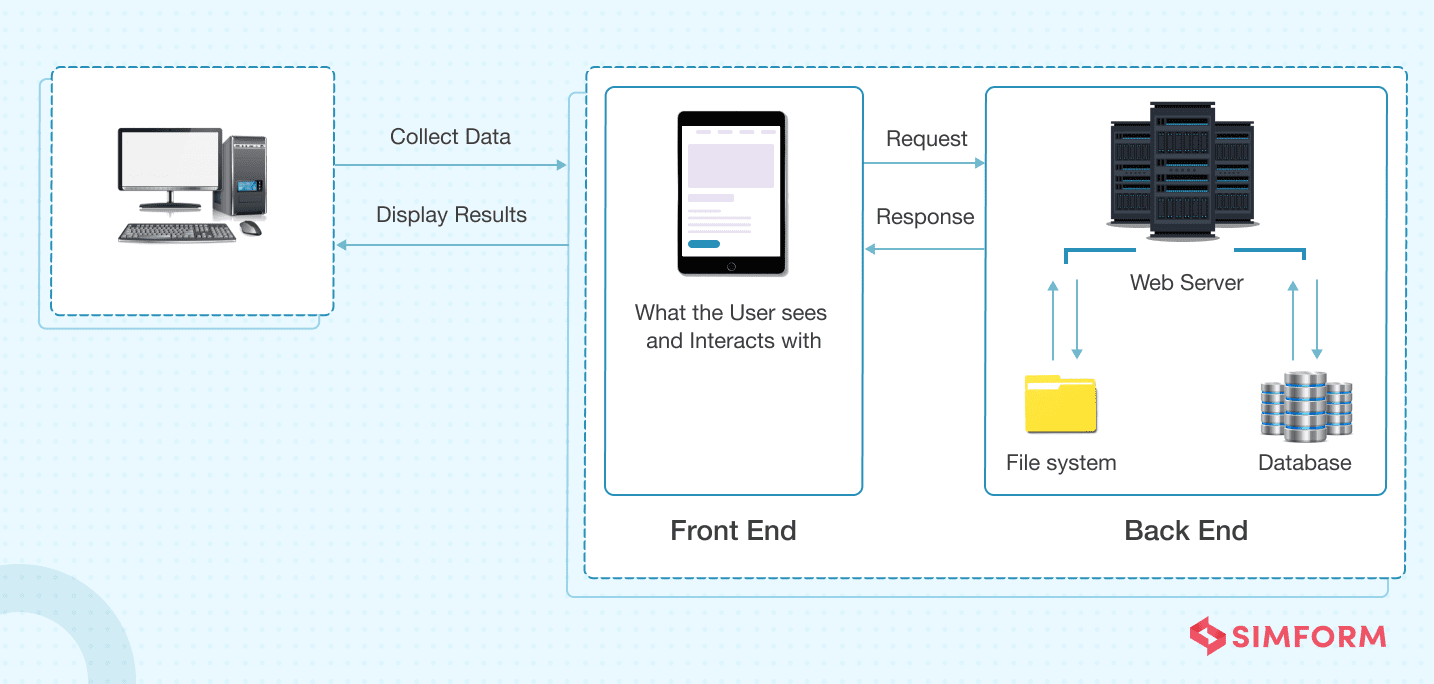 Collect Data
Display Results
What the User sees
and Interacts with
Front End
Request
Response
Web Server
File system
Database
Back End
SIMFORM